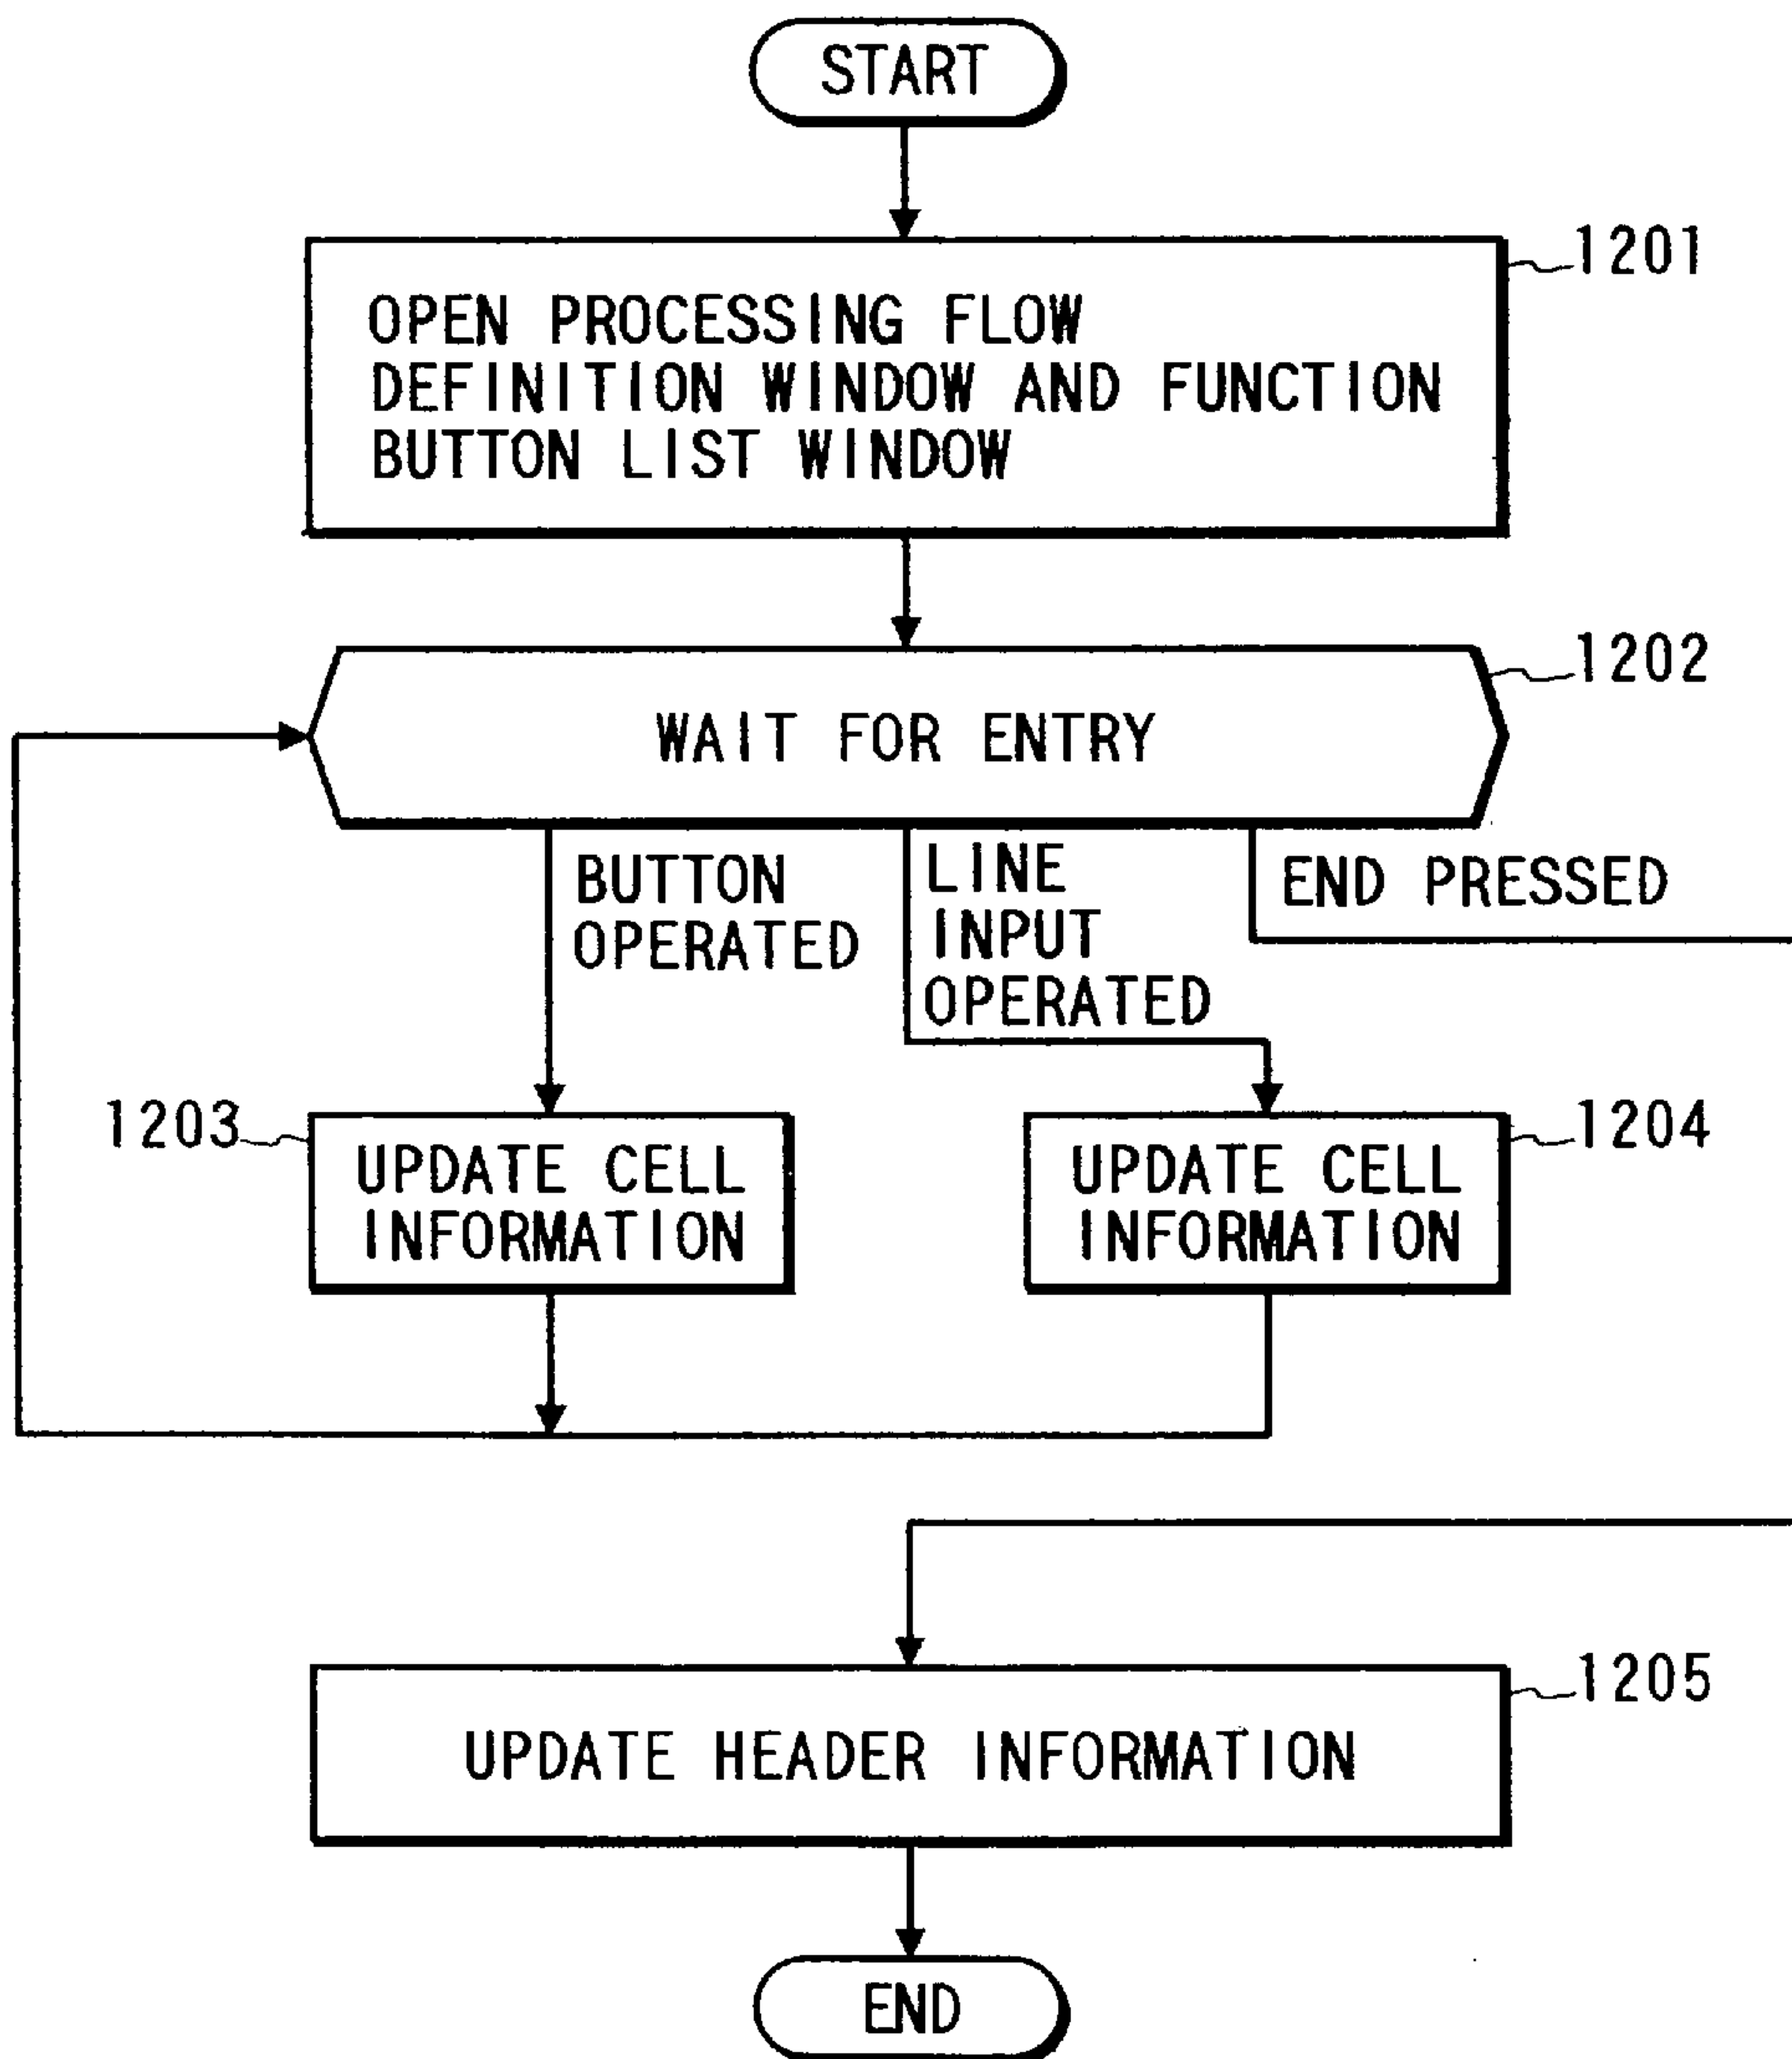 START
1201
OPEN PROCESSING FLOW
DEFINITION WINDOW AND FUNCTION
BUTTON LIST WINDOW
1202
WAIT FOR ENTRY
BUTTON
OPERATED
LINE
INPUT
OPERATED
END PRESSED
1203
UPDATE CELL
INFORMATION
1204
UPDATE CELL
INFORMATION
1205
UPDATE HEADER INFORMATION
END